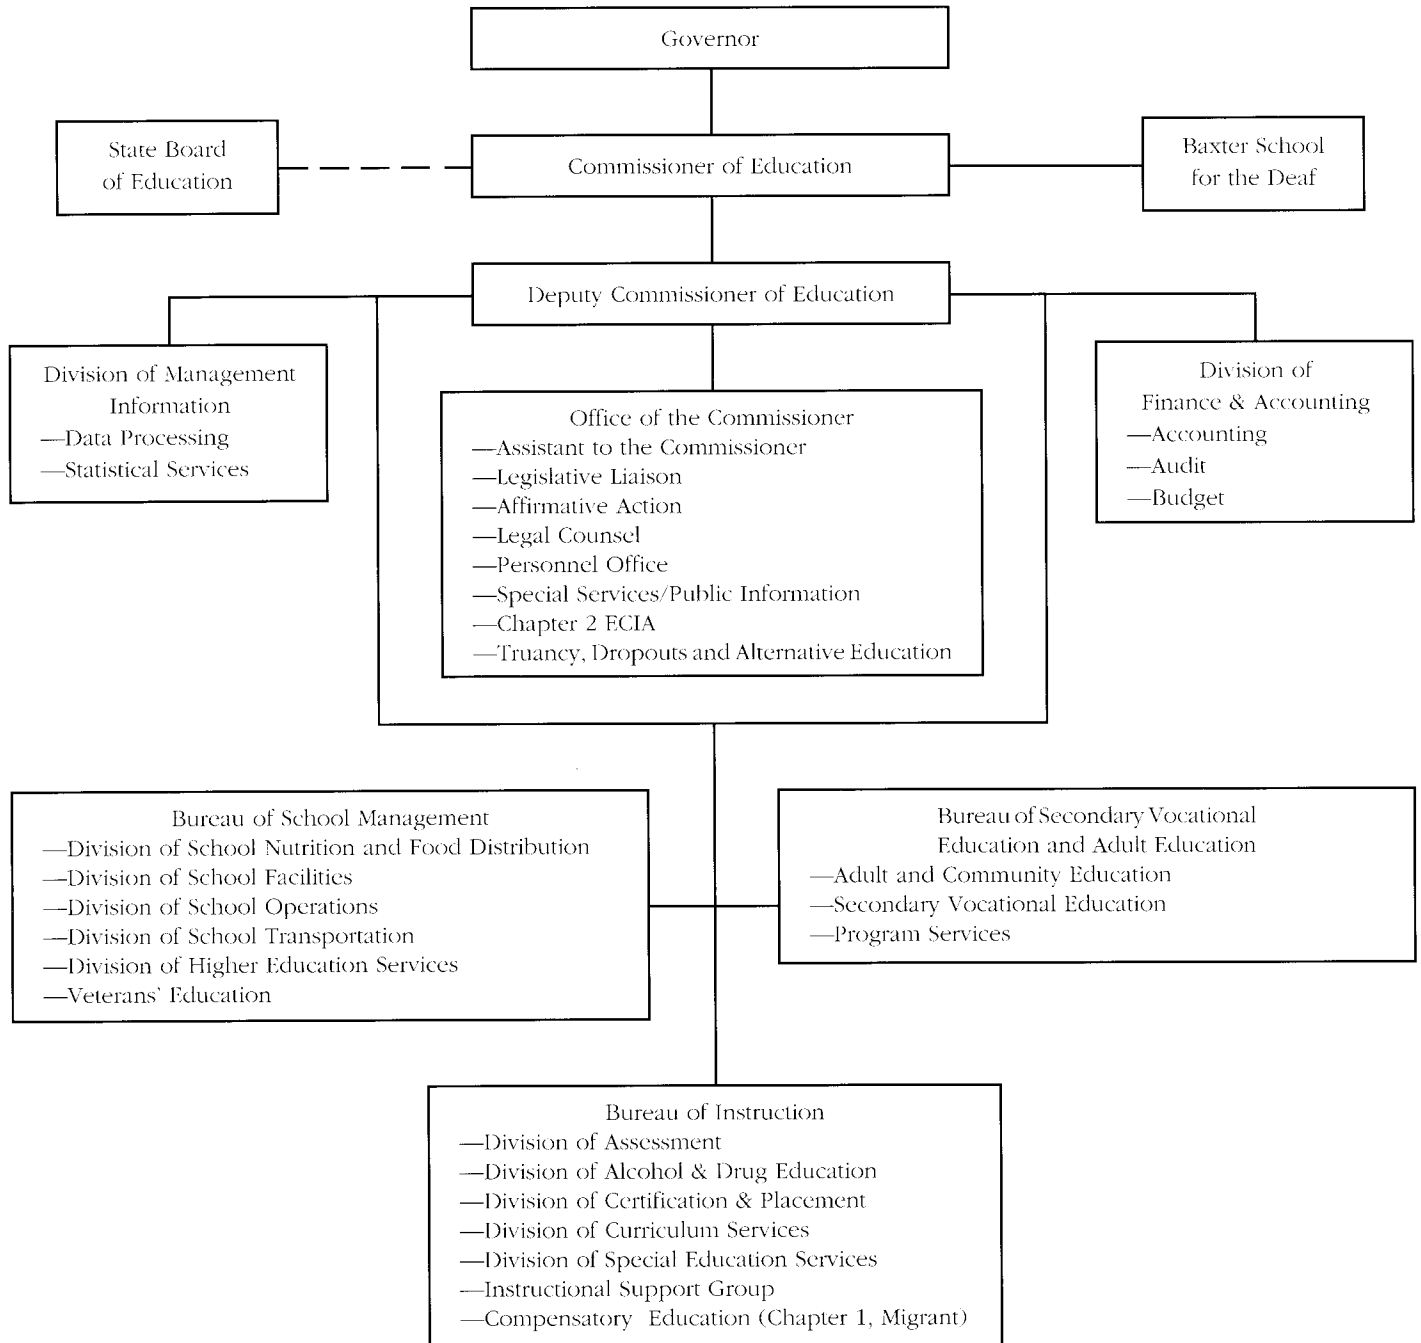 Governor
State Board
of Education
Commissioner of Education
Baxter School
for the Deaf
Deputy Commissioner of Education
Division of Management
Information
—Data Processing
—Statistical Services
Office of the Commissioner
—Assistant to the Commissioner
—Legislative Liaison
—Affirmative Action
—Legal Counsel
—Personnel Office
—Special Services/Public Information
—Chapter 2 ECIA
—Truancy, Dropouts and Alternative Education
Division of
Finance & Accounting
—Accounting
—Audit
—Budget
Bureau of School Management
—Division of School Nutrition and Food Distribution
—Division of School Facilities
—Division of School Operations
—Division of School Transportation
—Division of Higher Education Services
—Veterans' Education
Bureau of Secondary Vocational
Education and Adult Education
—Adult and Community Education
—Secondary Vocational Education
—Program Services
Bureau of Instruction
—Division of Assessment
—Division of Alcohol & Drug Education
—Division of Certification & Placement
—Division of Curriculum Services
—Division of Special Education Services
—Instructional Support Group
—Compensatory Education (Chapter 1, Migrant)